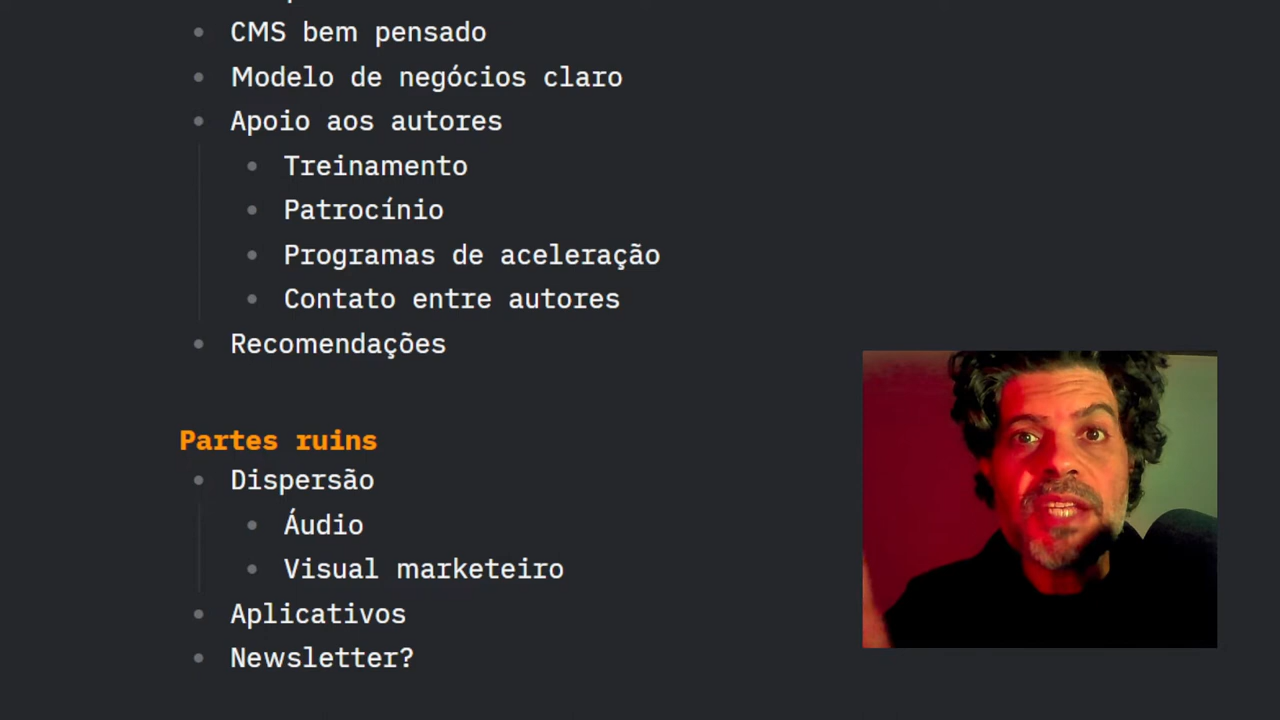 CMS bem pensado
Modelo de negócios claro
Apoio aos autores
Treinamento
Patrocínio
Programas de aceleração
Contato entre autores
Recomendações
Partes ruins
Dispersão
Áudio
Visual marketeiro
Aplicativos
Newsletter?